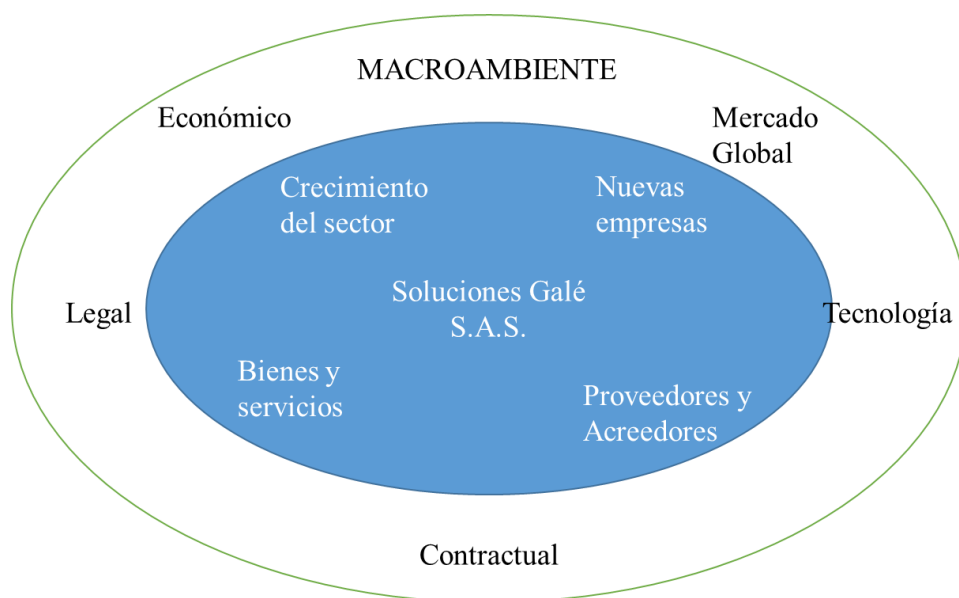 MACROAMBIENTE
Económico
Mercado
Global
Crecimiento
del sector
Nuevas
empresas
Soluciones Galé
S.A.S.
Legal
Tecnología
Bienes y
servicios
Proveedores y
Acreedores
Contractual